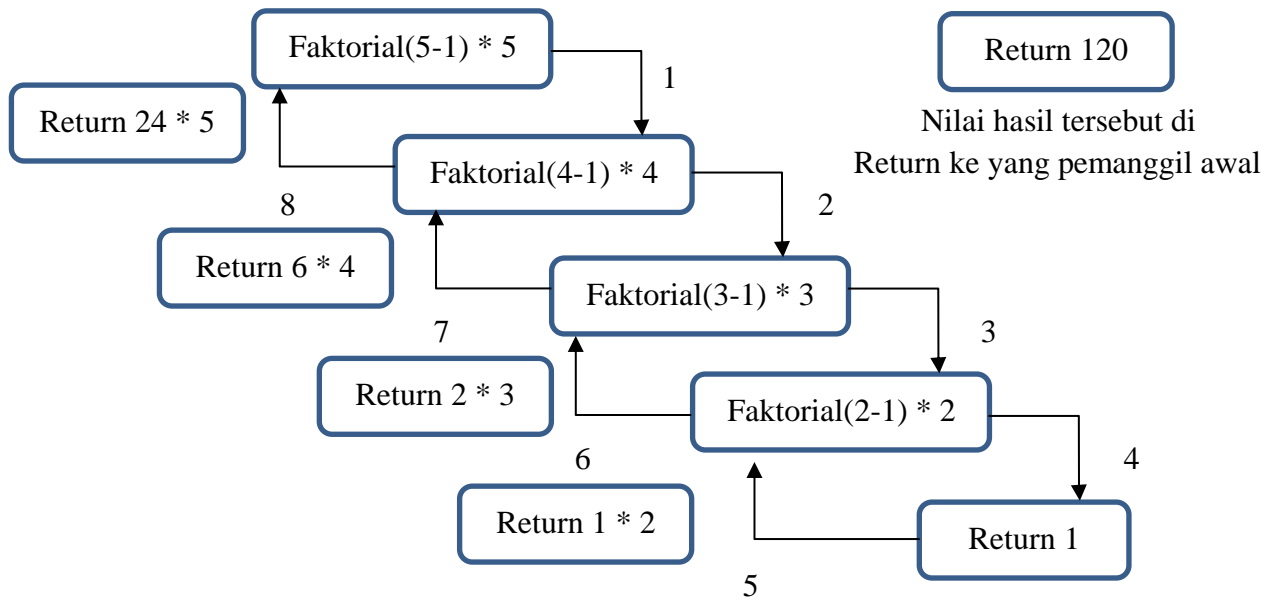 Faktorial(5-1) * 5
Return 120
1
Return 24 * 5
Nilai hasil tersebut di
Return ke yang pemanggil awal
Faktorial(4-1) * 4
8
2
Return 6 * 4
Faktorial(3-1) * 3
7
3
Return 2 * 3
Faktorial(2-1) * 2
6
4
Return 1 * 2
Return 1
5